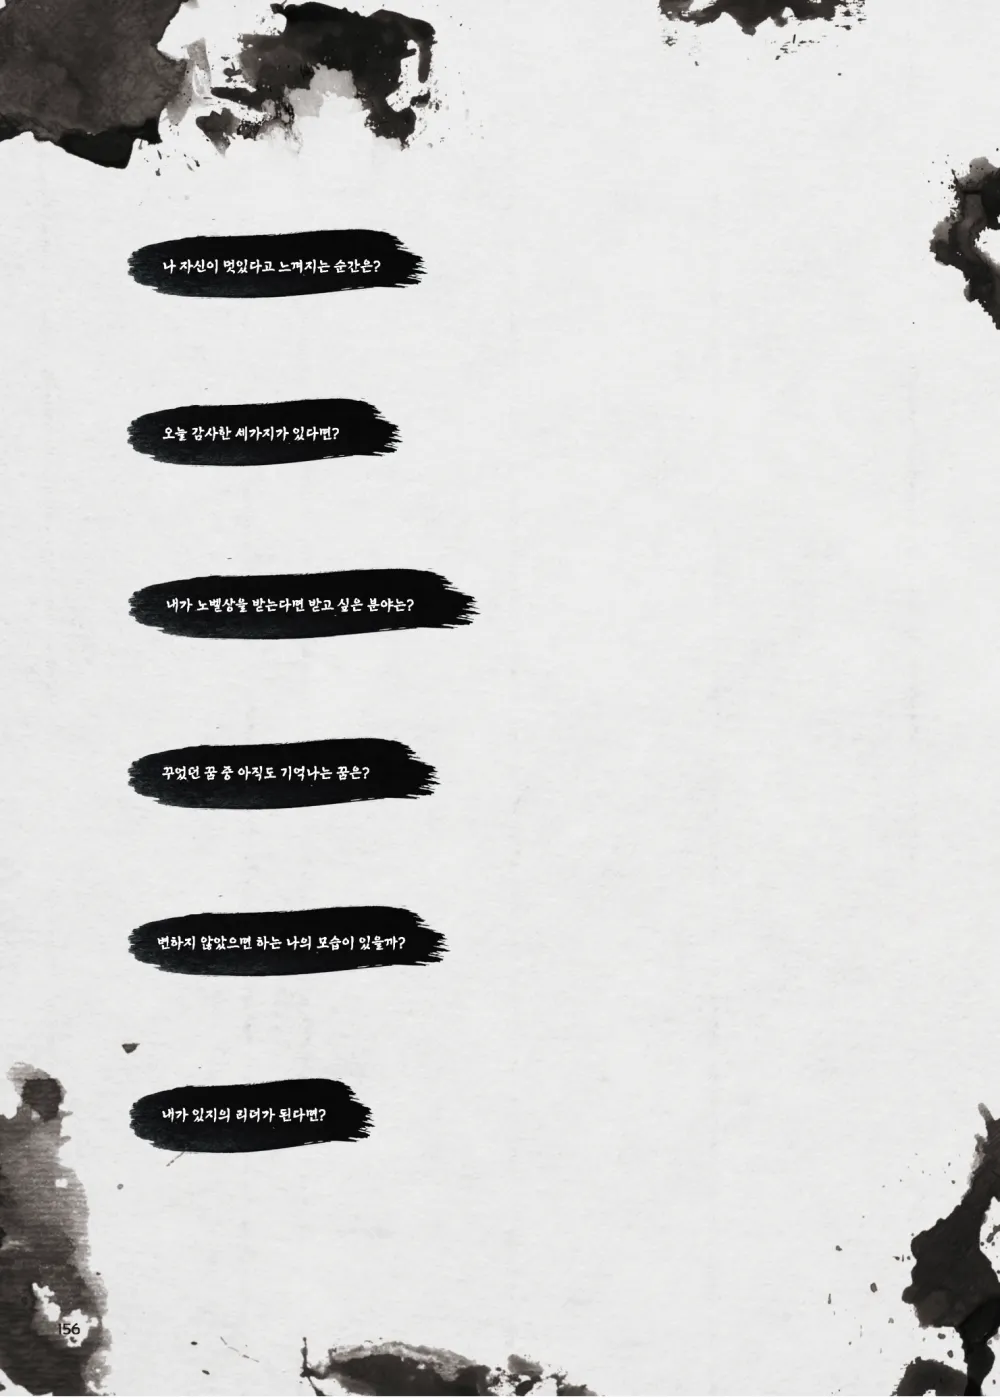 나 자신이 멋있다고 느껴지는 순간은?
오늘 감사한 세가지가 있다면?
내가 노벨상을 받는다면 받고 싶은 분야는?
꾸었던 꿈 중 아직도 기억나는 꿈은?
변하지 않았으면 하는 나의 모습이 있을까?
내가 있지의 리더가 된다면?
156